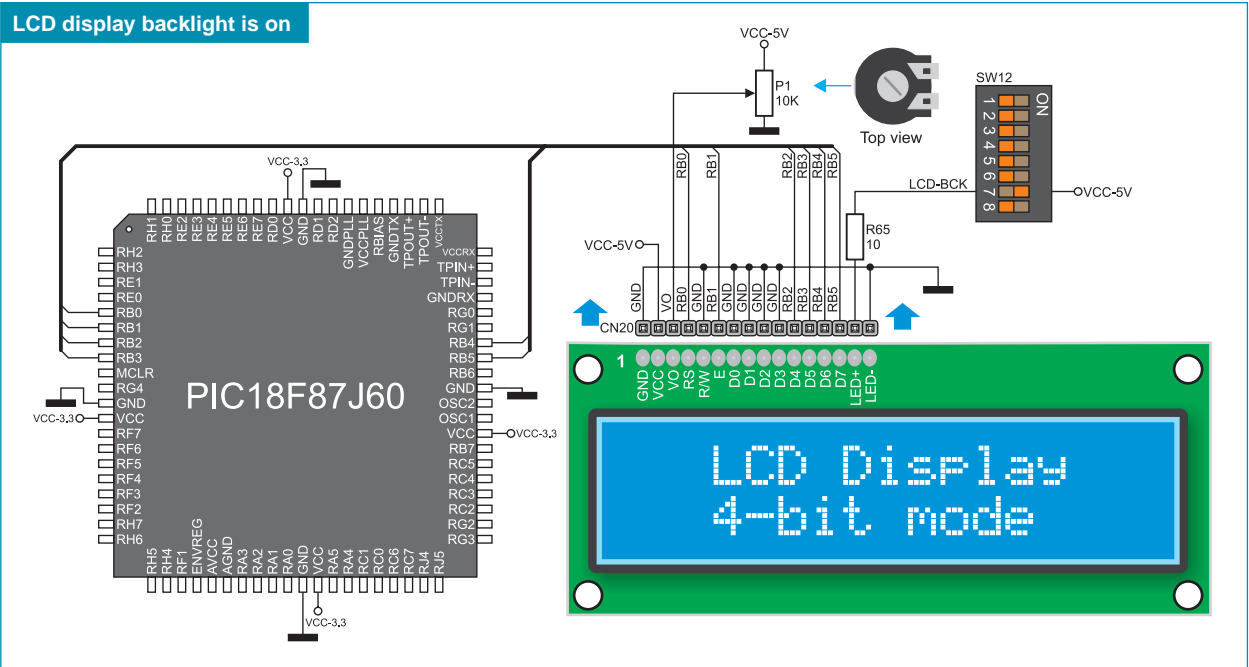 LCD display backlight is on
VCC-5V
P1
10K
Top view
SW12
ON
1
2
3
4
5
6
7
8
LCD-BCK
VCC-5V
R65
10
VCC-5V
RB0
RB1
RB2
RB3
RB4
RB5
GND
VO
RB0
GND
RB1
GND
GND
GND
GND
RB2
RB3
RB4
RB5
CN20
1
GND
VCC
VO
RS
R/W
E
D0
D1
D2
D3
D4
D5
D6
D7
LED+
LED-
LCD Display
4-bit mode
VCC-3.3
RH1
RH0
RE2
RE3
RE4
RE5
RE6
RE7
RD0
VCC
GND
RD1
RD2
GNDPLL
VCCPLL
RBIAS
GNDTX
TPOUT+
TPOUT-
VCCTX
RH2
RH3
RE1
RE0
RB0
RB1
RB2
RB3
MCLR
RG4
GND
VCC
RF7
RF6
RF5
RF4
RF3
RF2
RH7
RH6
VCC-3.3
PIC18F87J60
VCCRX
TPIN+
TPIN-
GNDRX
RG0
RG1
RB4
RB5
RB6
GND
OSC2
OSC1
VCC
RB7
RC5
RC4
RC3
RC2
RG2
RG3
VCC-3.3
RH5
RH4
RF1
ENVREG
AVCC
AGND
RA3
RA2
RA1
RA0
GND
VCC
RA5
RA4
RC1
RC0
RC6
RC7
RJ4
RJ5
VCC-3.3